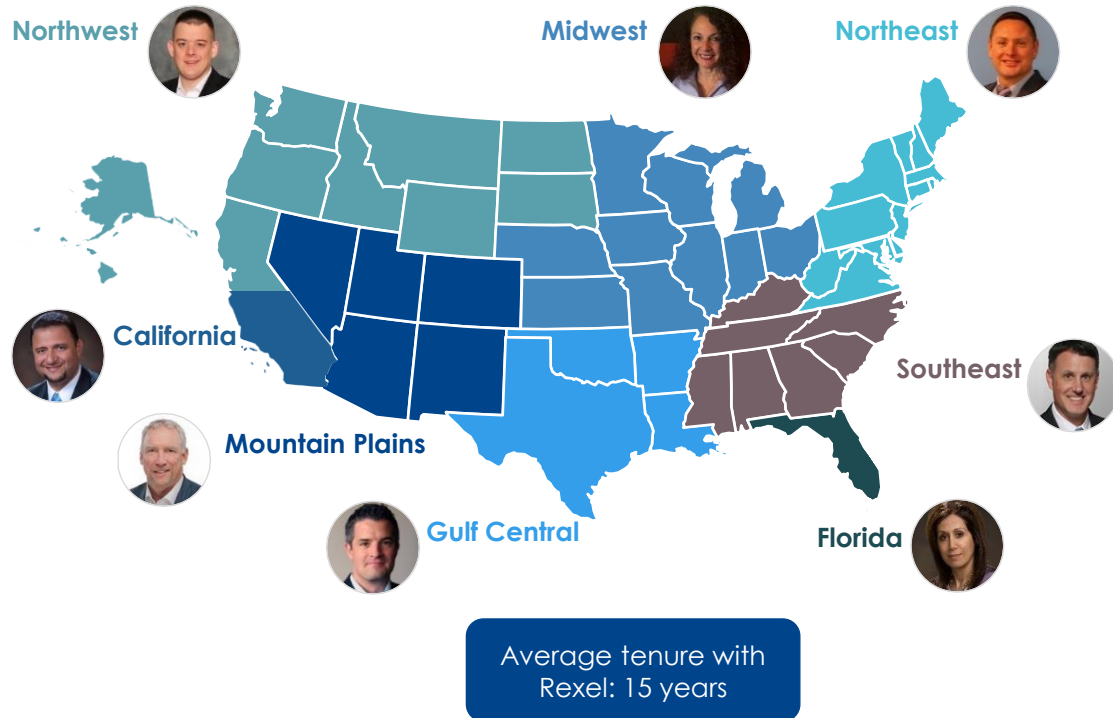 Northwest
Midwest
Northeast
California
Southeast
Mountain Plains
Gulf Central
Florida
Average tenure with
Rexel: 15 years